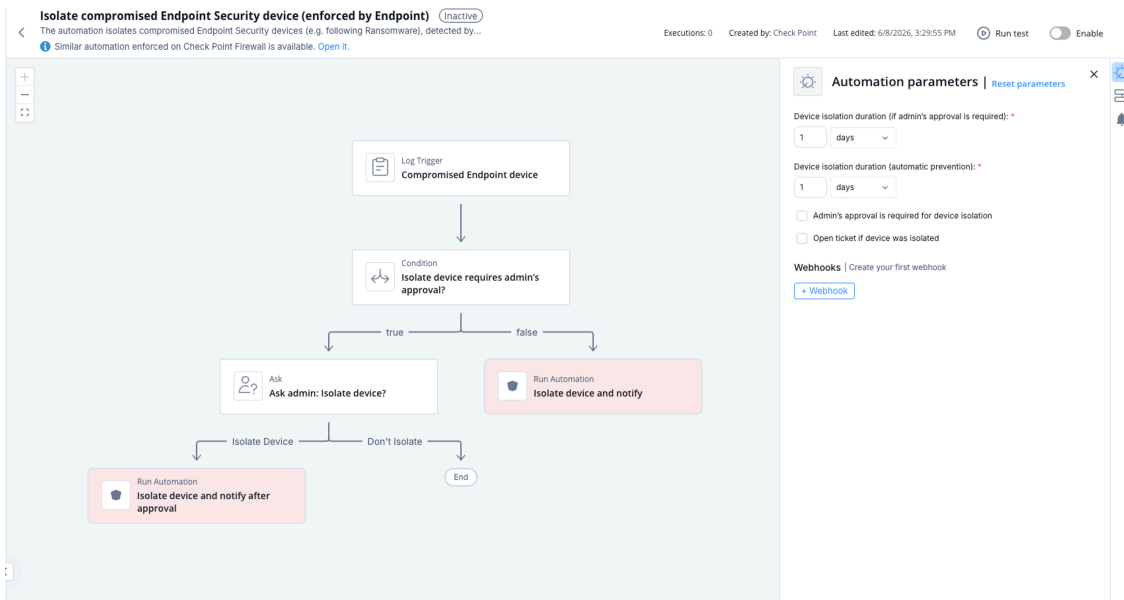 Isolate compromised Endpoint Security device (enforced by Endpoint) Inactive
The automation isolates compromised Endpoint Security devices (e.g. following Ransomware), detected by...
Similar automation enforced on Check Point Firewall is available. Open it.
Executions: 0 Created by: Check Point Last edited: 6/8/2026, 3:29:55 PM Run test Enable
Log Trigger
Compromised Endpoint device
Condition
Isolate device requires admin's
approval?
true false
Ask
Ask admin: Isolate device?
Run Automation
Isolate device and notify
Isolate Device Don't Isolate
Run Automation
Isolate device and notify after
approval
End
Automation parameters | Reset parameters
Device isolation duration (if admin's approval is required): *
1 days
Device isolation duration (automatic prevention): *
1 days
Admin's approval is required for device isolation
Open ticket if device was isolated
Webhooks | Create your first webhook
+ Webhook